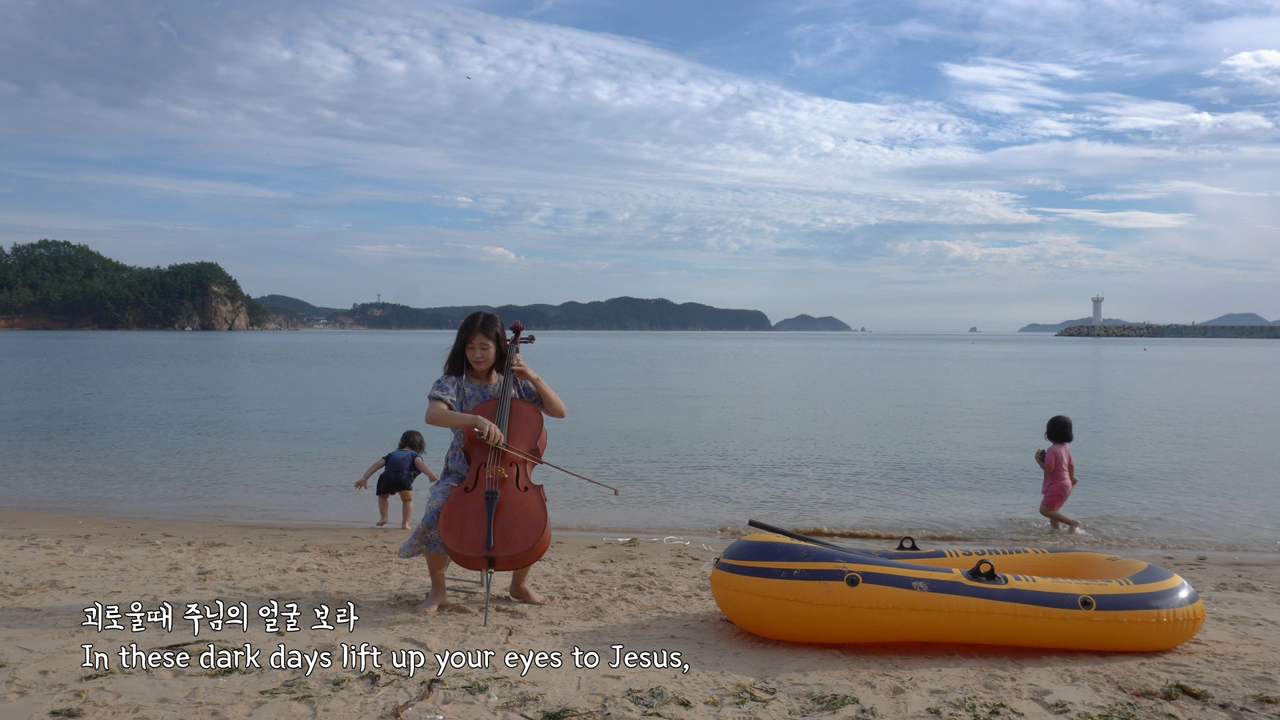 괴로울때 주님의 얼굴 보라
In these dark days lift up your eyes to Jesus,